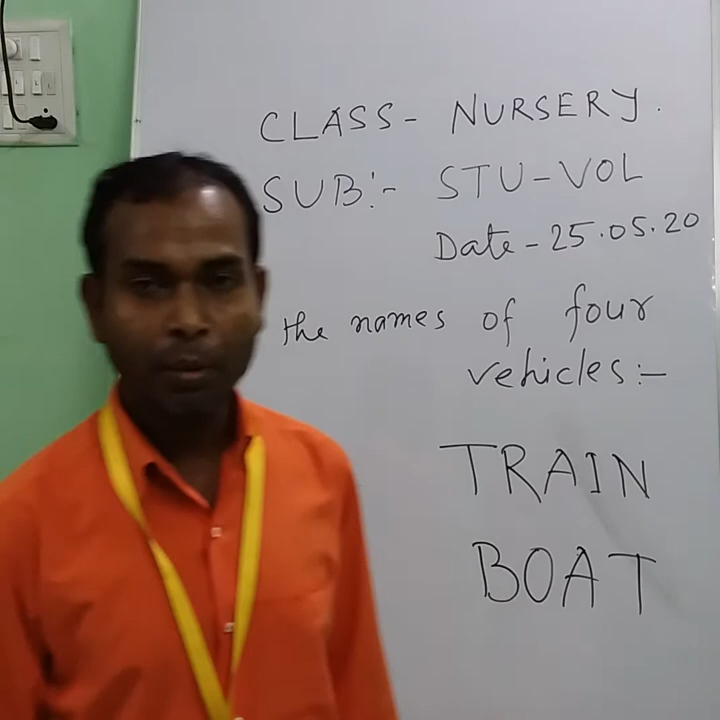 CLASS- NURSERY.
SUB:- STU-VOL
Date-25.05.20
the names of four
vehicles:-
TRAIN
BOAT